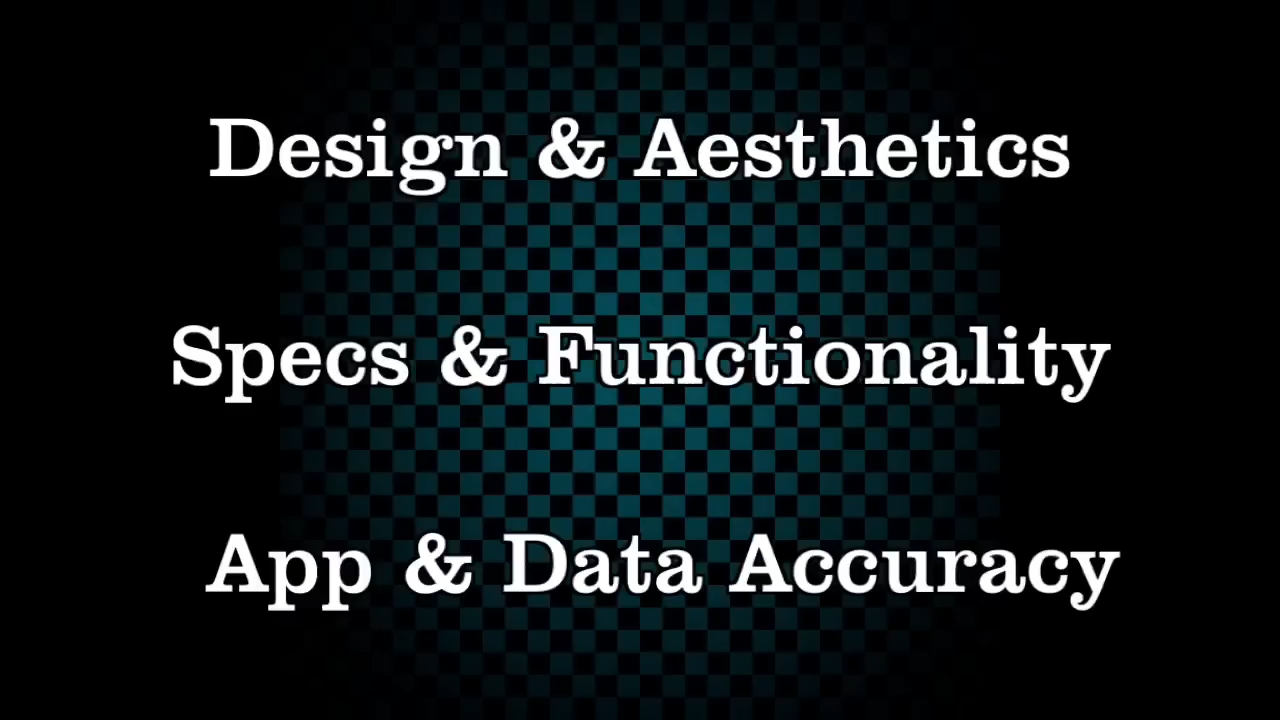 Design & Aesthetics
Specs & Functionality
App & Data Accuracy